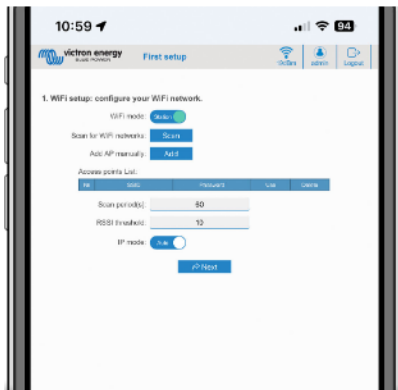 10:59
94
victron energy
BLUE POWER
First setup
admin
Logout
1. WiFi setup: configure your WiFi network.
WiFi mode:
Station
Scan for WiFi networks:
Scan
Add AP manually:
Add
Access points List:
Nr
SSID
Password
Use
Delete
Scan period(s):
60
RSSI threshold:
10
IP mode:
Auto
Next